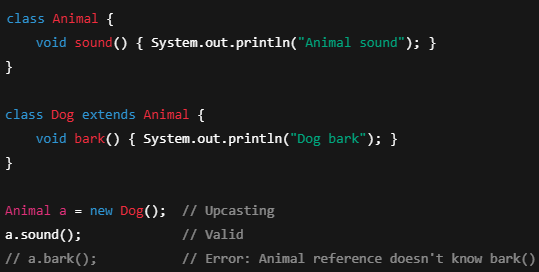 class Animal {
    void sound() { System.out.println("Animal sound"); }
}

class Dog extends Animal {
    void bark() { System.out.println("Dog bark"); }
}

Animal a = new Dog();  // Upcasting
a.sound();             // Valid
// a.bark();           // Error: Animal reference doesn't know bark()